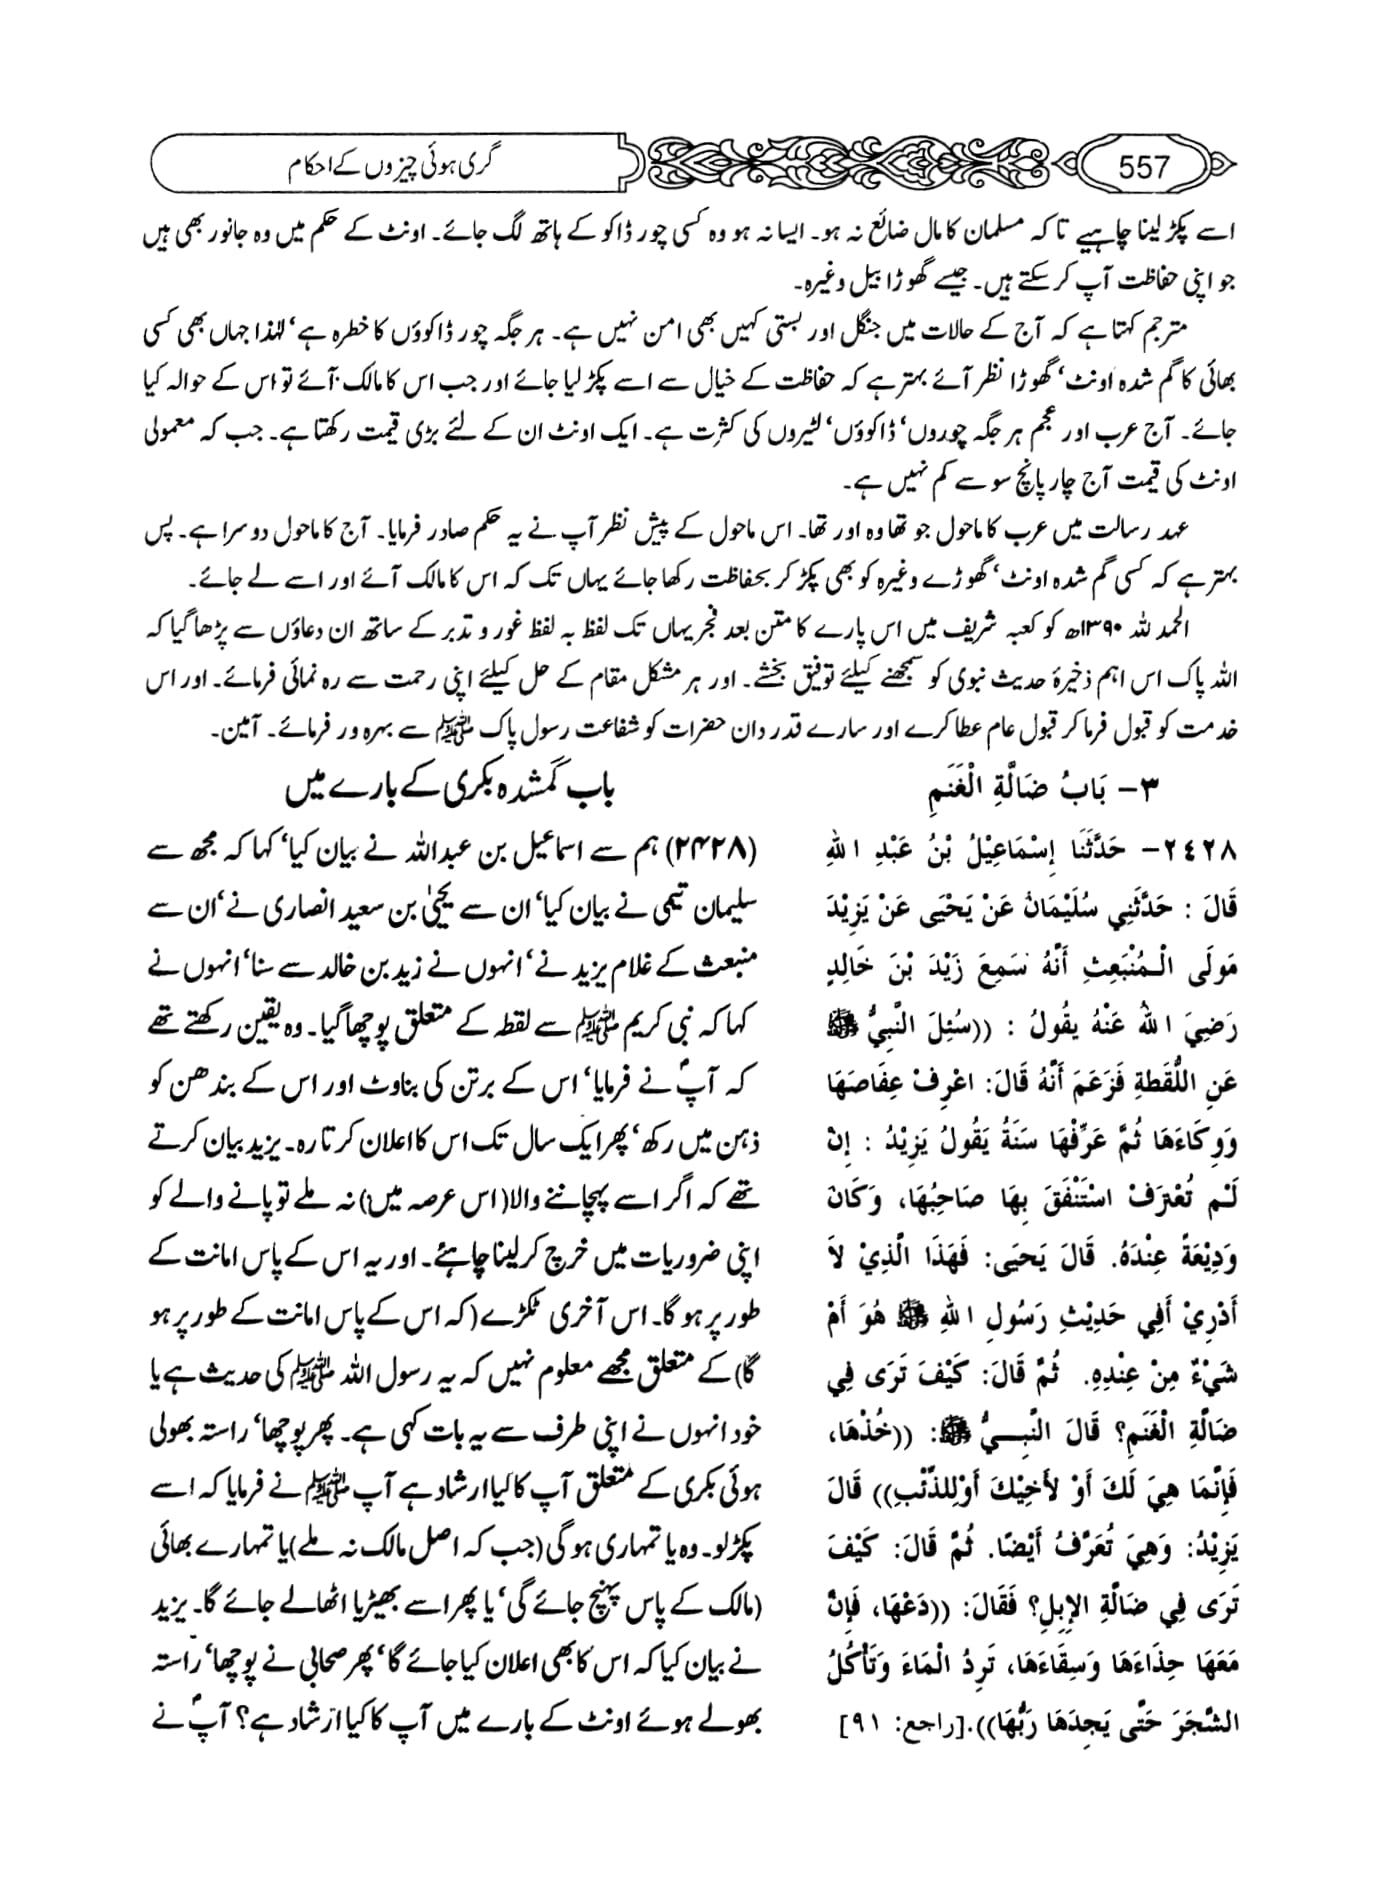 557
گری ہوئی چیزوں کے احکام
اسے پکڑ لینا چاہیے تاکہ مسلمان کا مال ضائع نہ ہو۔ ایسا نہ ہو وہ کسی چور ڈاکو کے ہاتھ لگ جائے۔ اونٹ کے حکم میں وہ جانور بھی ہیں
جو اپنی حفاظت آپ کر سکتے ہیں۔ جیسے گھوڑا بیل وغیرہ۔
مترجم کہتا ہے کہ آج کے حالات میں جنگل اور بستی کہیں بھی امن نہیں ہے۔ ہر جگہ چور ڈاکوؤں کا خطرہ ہے‘ لہٰذا جہاں بھی کسی
بھائی کا گم شدہ اونٹ‘ گھوڑا نظر آئے بہتر ہے کہ حفاظت کے خیال سے اسے پکڑ لیا جائے اور جب اس کا مالک آئے تو اس کے حوالہ کیا
جائے۔ آج عرب اور عجم ہر جگہ چوروں‘ ڈاکوؤں‘ لٹیروں کی کثرت ہے۔ ایک اونٹ ان کے لئے بڑی قیمت رکھتا ہے۔ جب کہ معمولی
اونٹ کی قیمت آج چار پانچ سو سے کم نہیں ہے۔
عہد رسالت میں عرب کا ماحول جو تھا وہ اور تھا۔ اس ماحول کے پیش نظر آپ نے یہ حکم صادر فرمایا۔ آج کا ماحول دوسرا ہے۔ پس
بہتر ہے کہ کسی گم شدہ اونٹ‘ گھوڑے وغیرہ کو بھی پکڑ کر بحفاظت رکھا جائے یہاں تک کہ اس کا مالک آئے اور اسے لے جائے۔
الحمد للہ ۱۳۹۰ھ کو کعبہ شریف میں اس پارے کا متن بعد فجر یہاں تک لفظ بہ لفظ غور و تدبر کے ساتھ ان دعاؤں سے پڑھا گیا کہ
اللہ پاک اس اہم ذخیرۂ حدیث نبوی کو سمجھنے کیلئے توفیق بخشے۔ اور ہر مشکل مقام کے حل کیلئے اپنی رحمت سے رہ نمائی فرمائے۔ اور اس
خدمت کو قبول فرما کر قبول عام عطا کرے اور سارے قدر دان حضرات کو شفاعت رسول پاک ﷺ سے بہرہ ور فرمائے۔ آمین۔
٣- بَابُ ضَالَّةِ الْغَنَمِ
٢٤٢٨- حَدَّثَنَا إِسْمَاعِيْلُ بْنُ عَبْدِ اللهِ
قَالَ : حَدَّثَنِي سُلَيْمَانُ عَنْ يَحْيَى عَنْ يَزِيْدَ
مَولَى الْمُنْبَعِثِ أَنَّهُ سَمِعَ زَيْدَ بْنَ خَالِدٍ
رَضِيَ اللهُ عَنْهُ يَقُولُ : ((سُئِلَ النَّبِيُّ ﷺ
عَنِ اللُّقَطَةِ فَزَعَمَ أَنَّهُ قَالَ: اعْرِفْ عِفَاصَهَا
وَوِكَاءَهَا ثُمَّ عَرِّفْهَا سَنَةً يَقُولُ يَزِيْدُ : إِنْ
لَمْ تُعْتَرَفْ اسْتَنْفَقَ بِهَا صَاحِبُهَا، وَكَانَ
وَدِيْعَةً عِنْدَهُ. قَالَ يَحيَى: فَهَذَا الَّذِيْ لاَ
أَدْرِيْ أَفِي حَدِيْثِ رَسُولِ اللهِ ﷺ هُوَ أَمْ
شَيْءٌ مِنْ عِنْدِهِ. ثُمَّ قَالَ: كَيْفَ تَرَى فِي
ضَالَّةِ الْغَنَمِ؟ قَالَ النَّبِيُّ ﷺ: ((خُذْهَا،
فَإِنَّمَا هِيَ لَكَ أَوْ لأَخِيْكَ أَوْلِلذِّئْبِ)) قَالَ
يَزِيْدُ: وَهِيَ تُعَرَّفُ أَيْضًا. ثُمَّ قَالَ: كَيْفَ
تَرَى فِي ضَالَّةِ الإِبِلِ؟ فَقَالَ: ((دَعْهَا، فَإِنَّ
مَعَهَا حِذَاءَهَا وَسِقَاءَهَا، تَرِدُ الْمَاءَ وَتَأْكُلُ
الشَّجَرَ حَتَّى يَجِدَهَا رَبُّهَا)).[راجع: ٩١]
باب گمشدہ بکری کے بارے میں
(۲۴۲۸) ہم سے اسماعیل بن عبداللہ نے بیان کیا‘ کہا کہ مجھ سے
سلیمان تیمی نے بیان کیا‘ ان سے یحییٰ بن سعید انصاری نے‘ ان سے
منبعث کے غلام یزید نے‘ انہوں نے زید بن خالد سے سنا‘ انہوں نے
کہا کہ نبی کریم ﷺ سے لقطہ کے متعلق پوچھا گیا۔ وہ یقین رکھتے تھے
کہ آپؐ نے فرمایا‘ اس کے برتن کی بناوٹ اور اس کے بندھن کو
ذہن میں رکھ‘ پھر ایک سال تک اس کا اعلان کرتا رہ۔ یزید بیان کرتے
تھے کہ اگر اسے پہچاننے والا (اس عرصہ میں) نہ ملے تو پانے والے کو
اپنی ضروریات میں خرچ کر لینا چاہئے۔ اور یہ اس کے پاس امانت کے
طور پر ہو گا۔ اس آخری ٹکڑے (کہ اس کے پاس امانت کے طور پر ہو
گا) کے متعلق مجھے معلوم نہیں کہ یہ رسول اللہ ﷺ کی حدیث ہے یا
خود انہوں نے اپنی طرف سے یہ بات کہی ہے۔ پھر پوچھا‘ راستہ بھولی
ہوئی بکری کے متعلق آپ کا کیا ارشاد ہے آپ ﷺ نے فرمایا کہ اسے
پکڑ لو۔ وہ یا تمہاری ہو گی (جب کہ اصل مالک نہ ملے) یا تمہارے بھائی
(مالک کے پاس پہنچ جائے گی‘ یا پھر اسے بھیڑیا اٹھا لے جائے گا۔ یزید
نے بیان کیا کہ اس کا بھی اعلان کیا جائے گا‘ پھر صحابی نے پوچھا‘ راستہ
بھولے ہوئے اونٹ کے بارے میں آپ کا کیا ارشاد ہے؟ آپؐ نے